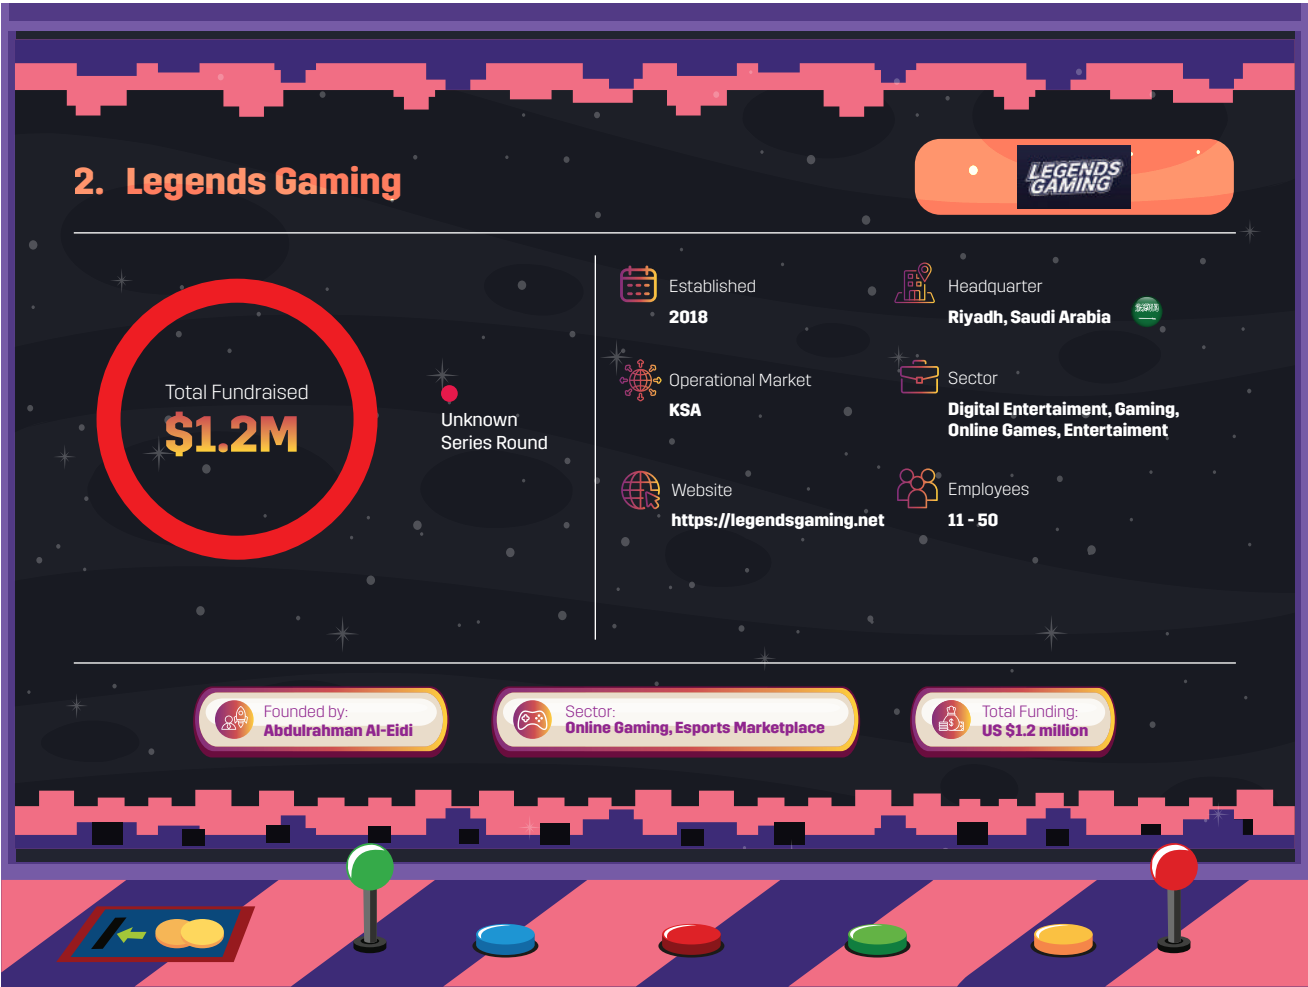 2. Legends Gaming
LEGENDS
GAMING
Total Fundraised
$1.2M
Unknown
Series Round
Established
2018
Headquarter
Riyadh, Saudi Arabia
Operational Market
KSA
Sector
Digital Entertaiment, Gaming,
Online Games, Entertaiment
Website
https://legendsgaming.net
Employees
11 - 50
Founded by:
Abdulrahman Al-Eidi
Sector:
Online Gaming, Esports Marketplace
Total Funding:
US $1.2 million